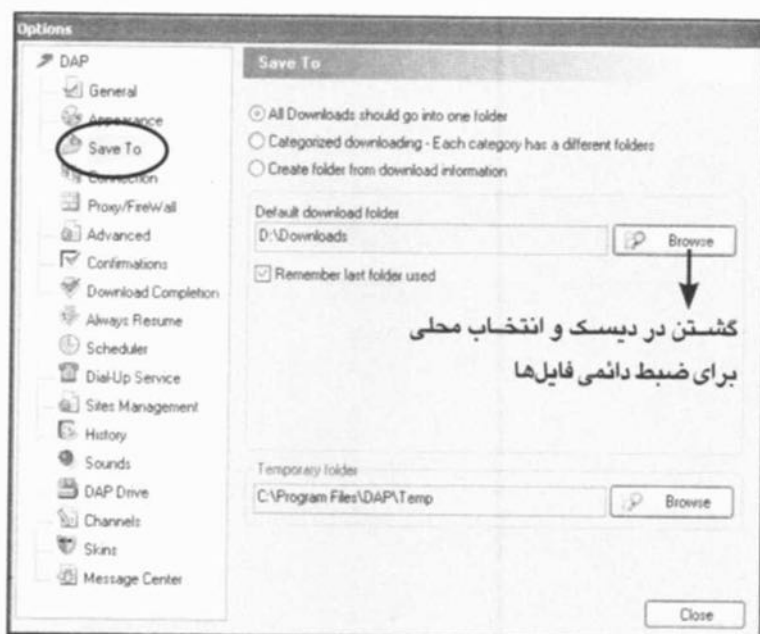 Options
DAP
General
Appearance
Save To
Connection
Proxy/FireWall
Advanced
Confirmations
Download Completion
Always Resume
Scheduler
Dial-Up Service
Sites Management
History
Sounds
DAP Drive
Channels
Skins
Message Center
Save To
All Downloads should go into one folder
Categorized downloading - Each category has a different folders
Create folder from download information
Default download folder
D:\Downloads
Browse
Remember last folder used
گشتن در دیسک و انتخاب محلی
برای ضبط دائمی فایل‌ها
Temporary folder
C:\Program Files\DAP\Temp
Browse
Close